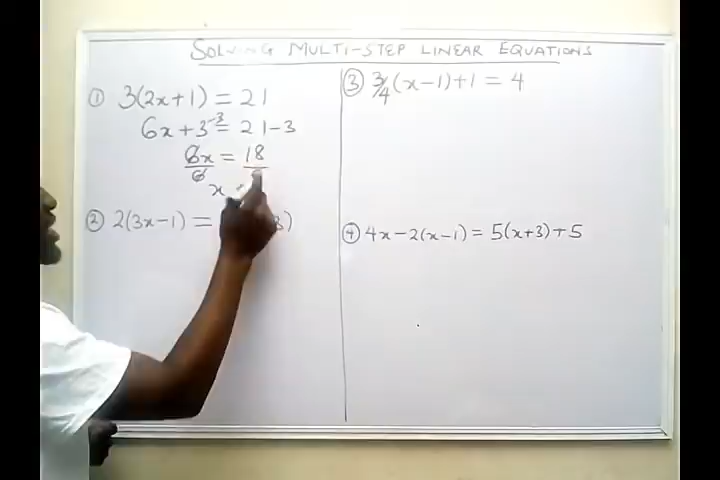 SOLVING MULTI-STEP LINEAR EQUATIONS
① 3(2x+1) = 21
6x+3-3 = 21-3
6x = 18
6
x
② 2(3x-1) =
3)
③ 3/4(x-1)+1 = 4
④ 4x-2(x-1) = 5(x+3)+5